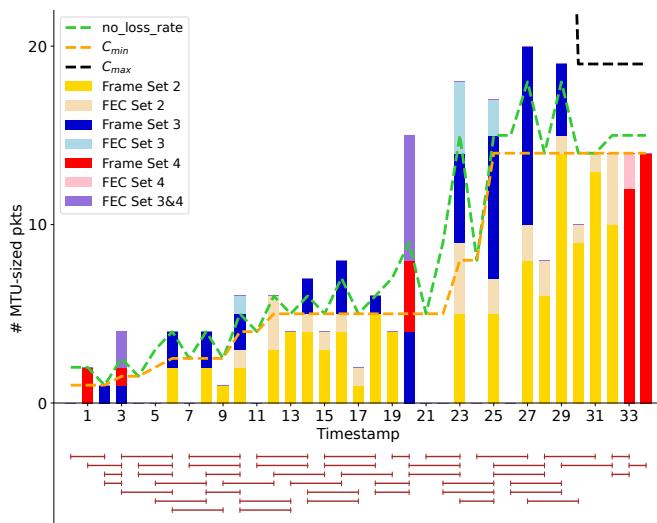 20
10
0
# MTU-sized pkts
no_loss_rate
C_min
C_max
Frame Set 2
FEC Set 2
Frame Set 3
FEC Set 3
Frame Set 4
FEC Set 4
FEC Set 3&4
1 3 5 7 9 11 13 15 17 19 21 23 25 27 29 31 33
Timestamp